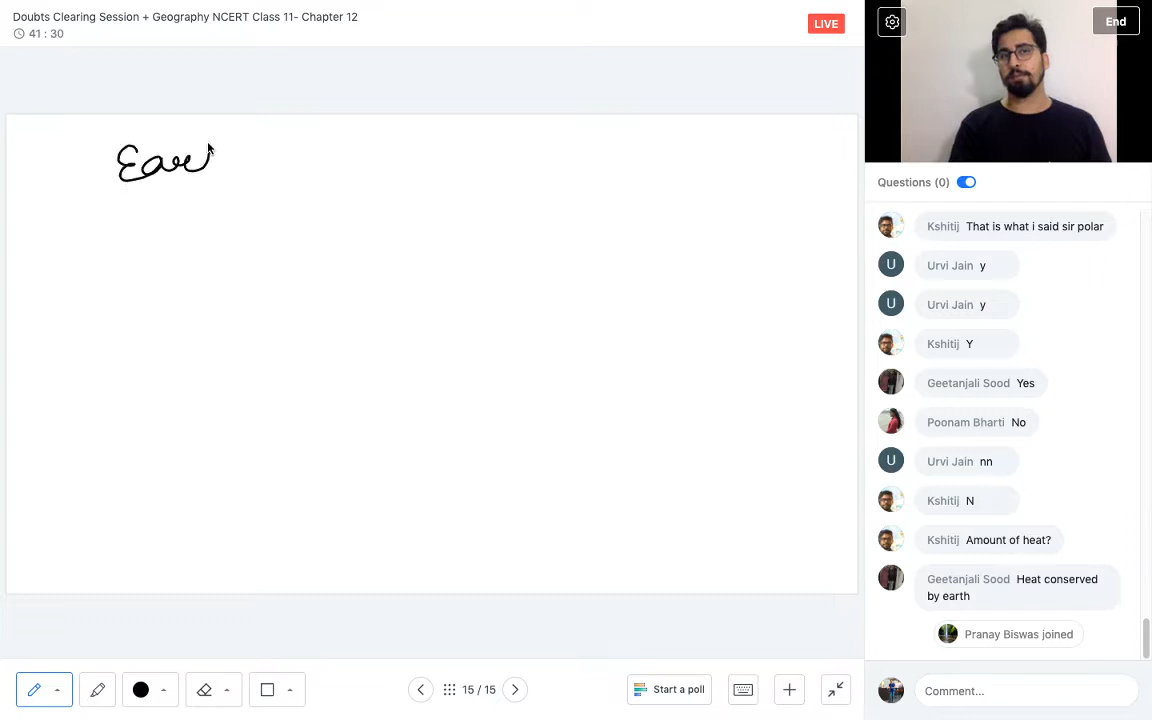 Doubts Clearing Session + Geography NCERT Class 11- Chapter 12
41 : 30
LIVE
End
Ear
Questions (0)
Kshitij That is what i said sir polar
U Urvi Jain y
U Urvi Jain y
Kshitij Y
Geetanjali Sood Yes
Poonam Bharti No
U Urvi Jain nn
Kshitij N
Kshitij Amount of heat?
Geetanjali Sood Heat conserved
by earth
Pranay Biswas joined
15 / 15
Start a poll
Comment...